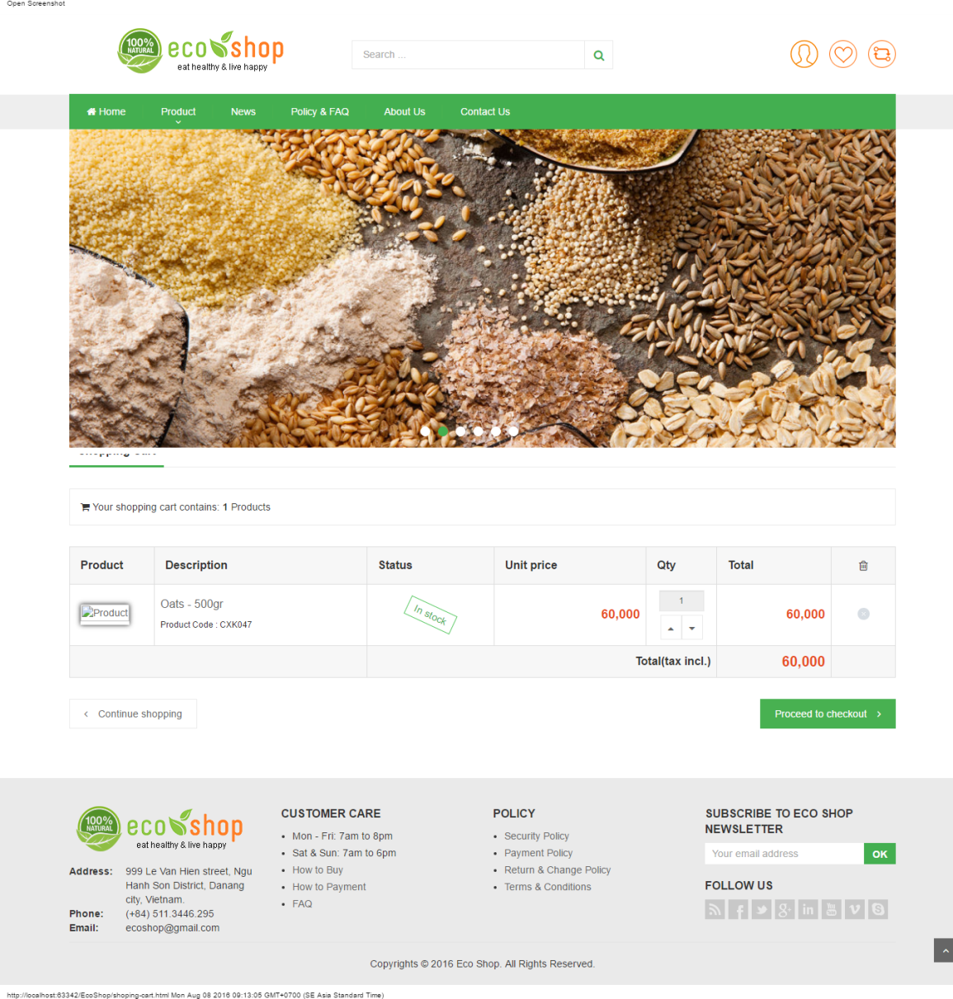 Open Screenshot
100%
NATURAL
eco shop
eat healthy & live happy
Search ...
Home Product News Policy & FAQ About Us Contact Us
Shopping Cart
Your shopping cart contains: 1 Products
Product Description Status Unit price Qty Total
Product
Oats - 500gr
Product Code : CXK047
In stock
60,000
1
60,000
Total(tax incl.) 60,000
Continue shopping
Proceed to checkout
100%
NATURAL
eco shop
eat healthy & live happy
Address: 999 Le Van Hien street, Ngu
Hanh Son District, Danang
city, Vietnam.
Phone: (+84) 511.3446.295
Email: ecoshop@gmail.com
CUSTOMER CARE
• Mon - Fri: 7am to 8pm
• Sat & Sun: 7am to 6pm
• How to Buy
• How to Payment
• FAQ
POLICY
• Security Policy
• Payment Policy
• Return & Change Policy
• Terms & Conditions
SUBSCRIBE TO ECO SHOP
NEWSLETTER
Your email address OK
FOLLOW US
Copyrights © 2016 Eco Shop. All Rights Reserved.
http://localhost:63342/EcoShop/shoping-cart.html Mon Aug 08 2016 09:13:05 GMT+0700 (SE Asia Standard Time)